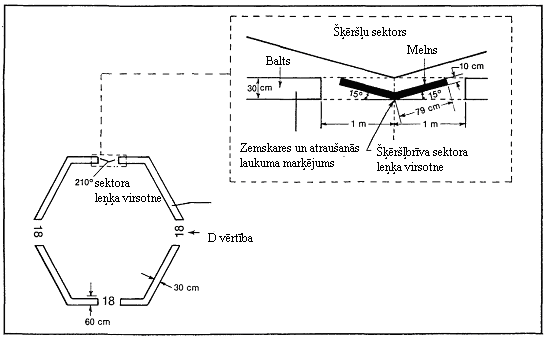 Šķēršļu sektors
Balts
Melns
10 cm
30 cm
15°
15°
79 cm
1 m
1 m
Zemskares un atraušanās
laukuma marķējums
Šķēršļbrīva sektora
leņķa virsotne
210° sektora
leņķa virsotne
18
18
D vērtība
18
30 cm
60 cm